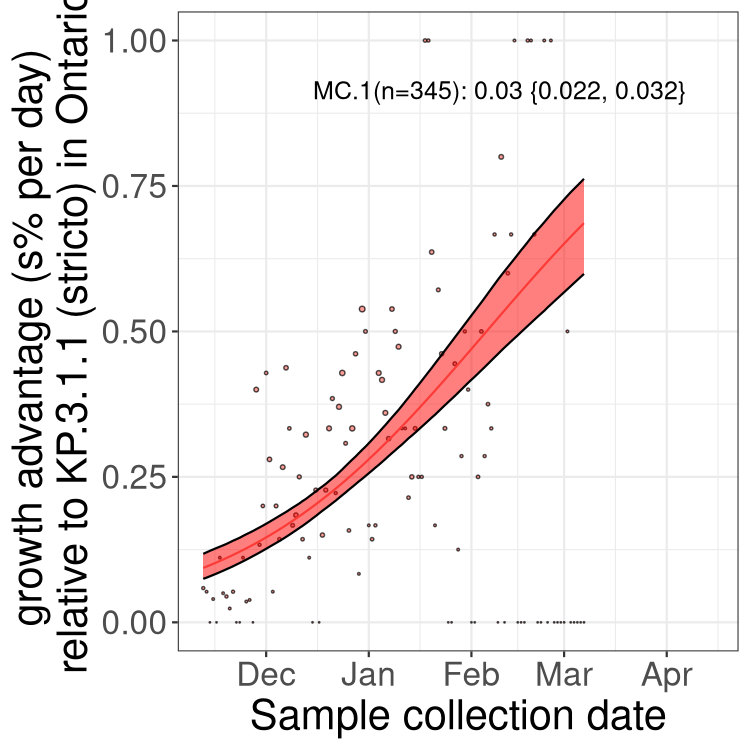 growth advantage (s% per day)
relative to KP.3.1.1 (stricto) in Ontario
1.00
0.75
0.50
0.25
0.00
MC.1(n=345): 0.03 {0.022, 0.032}
Dec Jan Feb Mar Apr
Sample collection date